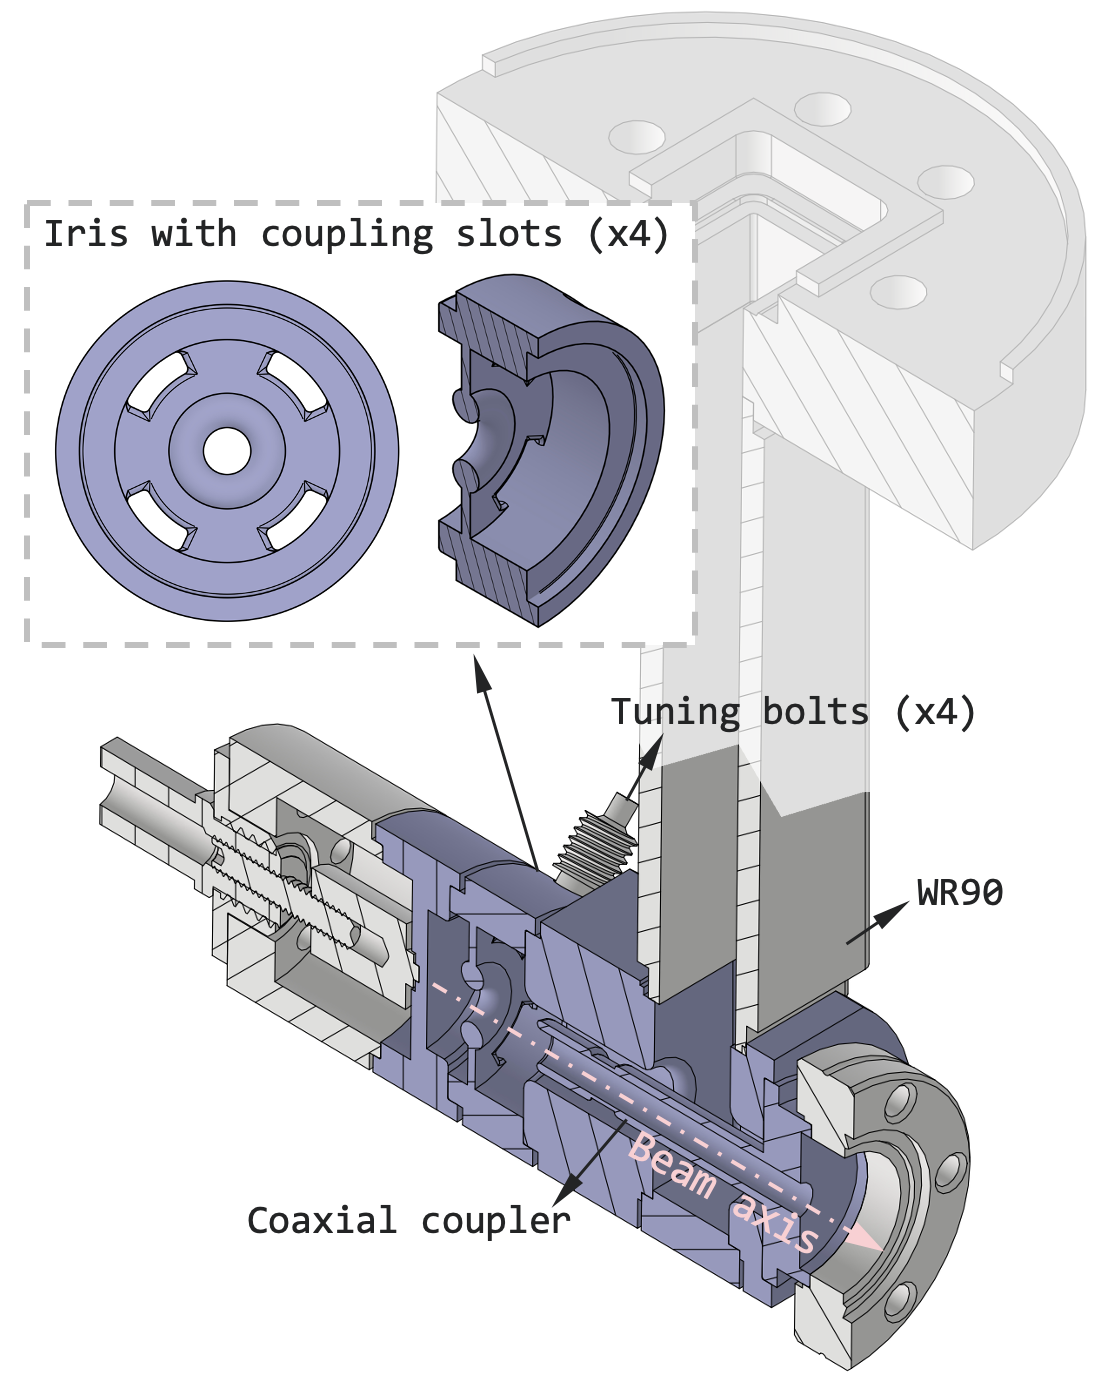 Iris with coupling slots (x4)
Tuning bolts (x4)
WR90
Beam axis
Coaxial coupler